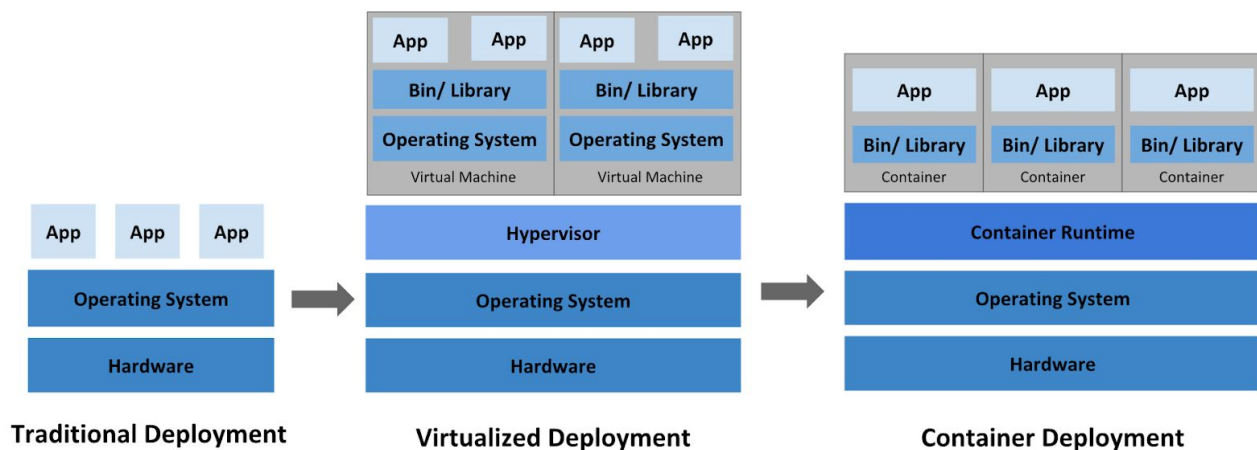 App App App
Operating System
Hardware
Traditional Deployment
App App App App
Bin/ Library Bin/ Library
Operating System Operating System
Virtual Machine Virtual Machine
Hypervisor
Operating System
Hardware
Virtualized Deployment
App App App
Bin/ Library Bin/ Library Bin/ Library
Container Container Container
Container Runtime
Operating System
Hardware
Container Deployment